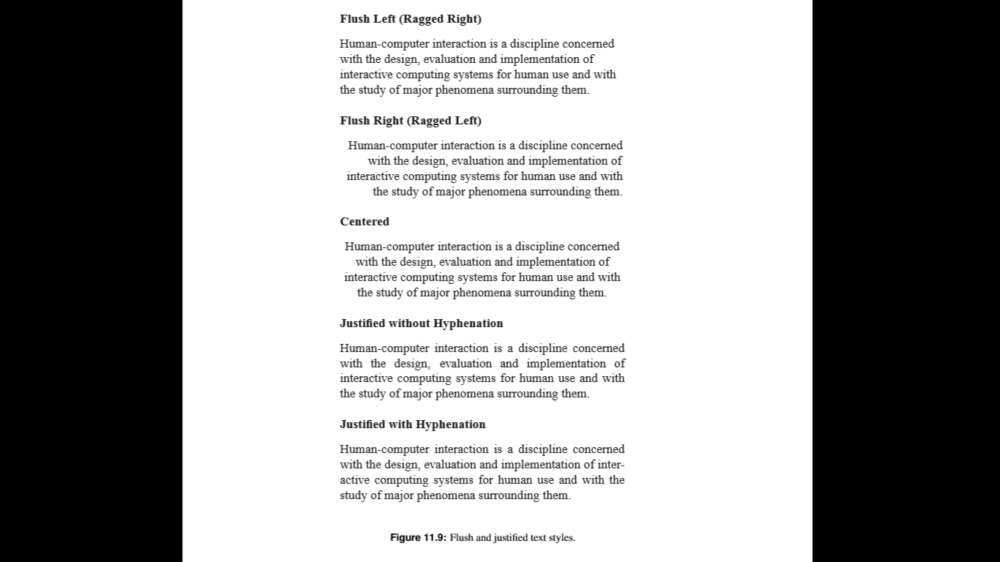 Flush Left (Ragged Right)
Human-computer interaction is a discipline concerned
with the design, evaluation and implementation of
interactive computing systems for human use and with
the study of major phenomena surrounding them.
Flush Right (Ragged Left)
Human-computer interaction is a discipline concerned
with the design, evaluation and implementation of
interactive computing systems for human use and with
the study of major phenomena surrounding them.
Centered
Human-computer interaction is a discipline concerned
with the design, evaluation and implementation of
interactive computing systems for human use and with
the study of major phenomena surrounding them.
Justified without Hyphenation
Human-computer interaction is a discipline concerned
with the design, evaluation and implementation of
interactive computing systems for human use and with
the study of major phenomena surrounding them.
Justified with Hyphenation
Human-computer interaction is a discipline concerned
with the design, evaluation and implementation of inter-
active computing systems for human use and with the
study of major phenomena surrounding them.
Figure 11.9: Flush and justified text styles.